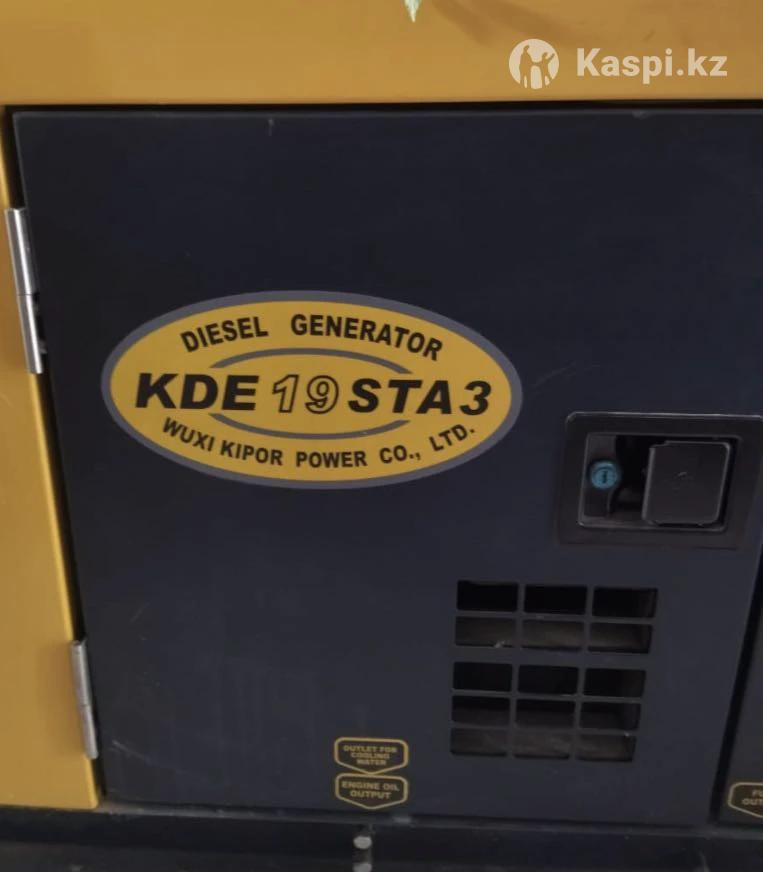 Kaspi.kz
DIESEL GENERATOR
KDE 19 STA3
WUXI KIPOR POWER CO., LTD.
OUTLET FOR
COOLING
WATER
ENGINE OIL
OUTPUT